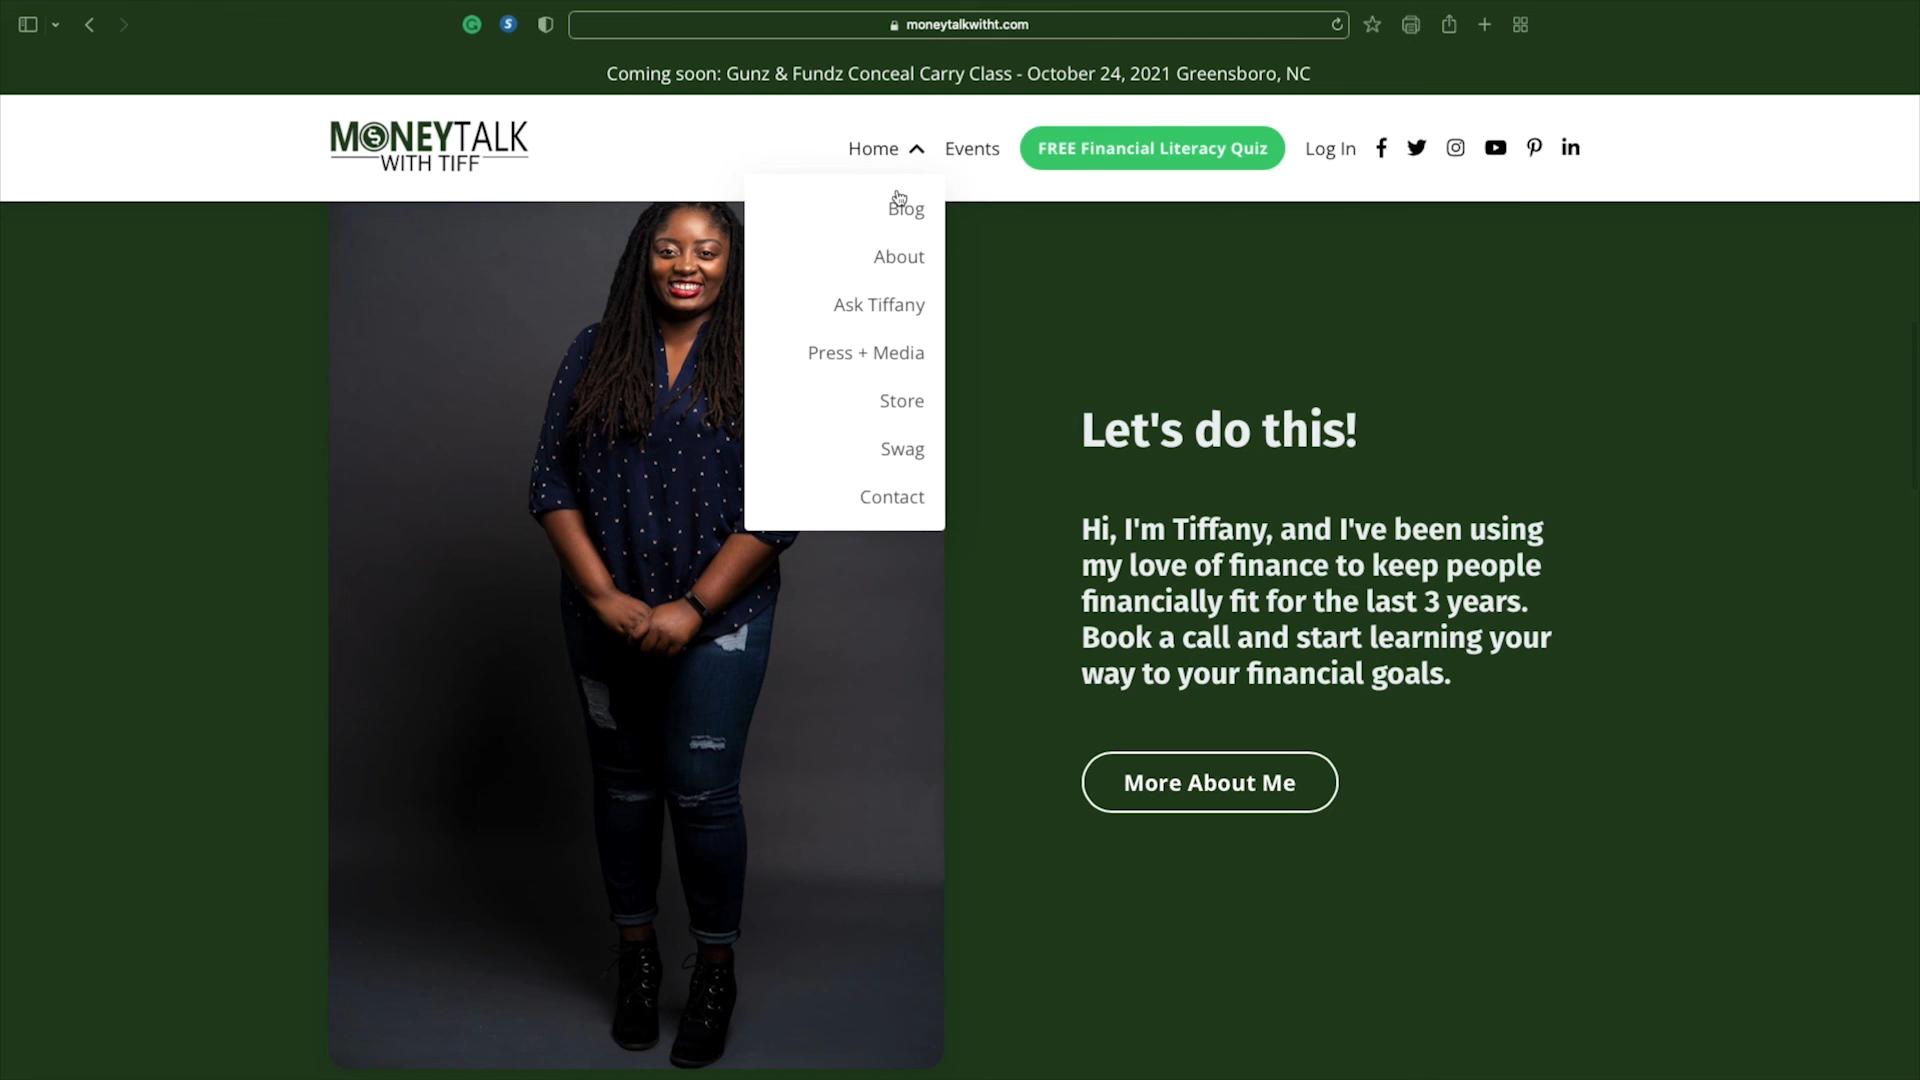 moneytalkwitht.com
Coming soon: Gunz & Fundz Conceal Carry Class - October 24, 2021 Greensboro, NC
MONEYTALK
WITH TIFF
Home
Events
FREE Financial Literacy Quiz
Log In
Blog
About
Ask Tiffany
Press + Media
Store
Swag
Contact
Let's do this!
Hi, I'm Tiffany, and I've been using
my love of finance to keep people
financially fit for the last 3 years.
Book a call and start learning your
way to your financial goals.
More About Me